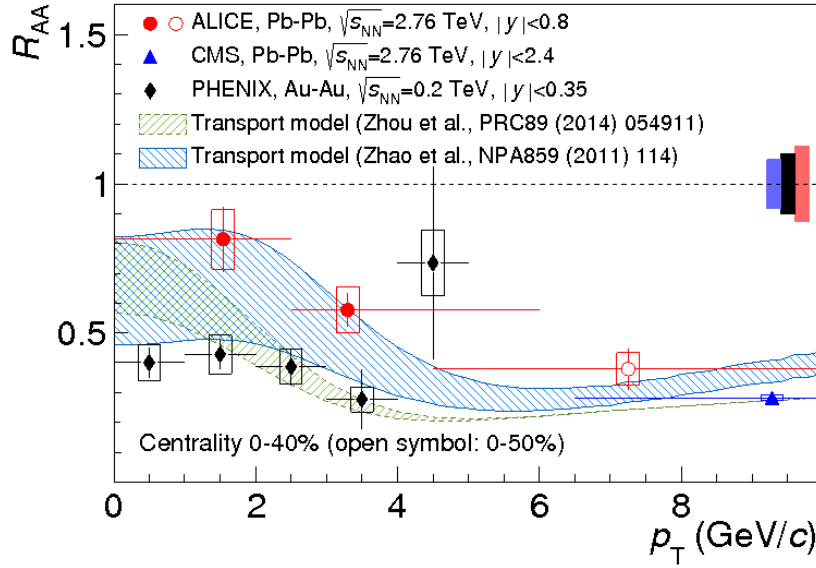 R_AA
1.5
1
0.5
ALICE, Pb-Pb, √s_NN=2.76 TeV, |y|<0.8
CMS, Pb-Pb, √s_NN=2.76 TeV, |y|<2.4
PHENIX, Au-Au, √s_NN=0.2 TeV, |y|<0.35
Transport model (Zhou et al., PRC89 (2014) 054911)
Transport model (Zhao et al., NPA859 (2011) 114)
Centrality 0-40% (open symbol: 0-50%)
0 2 4 6 8
p_T (GeV/c)